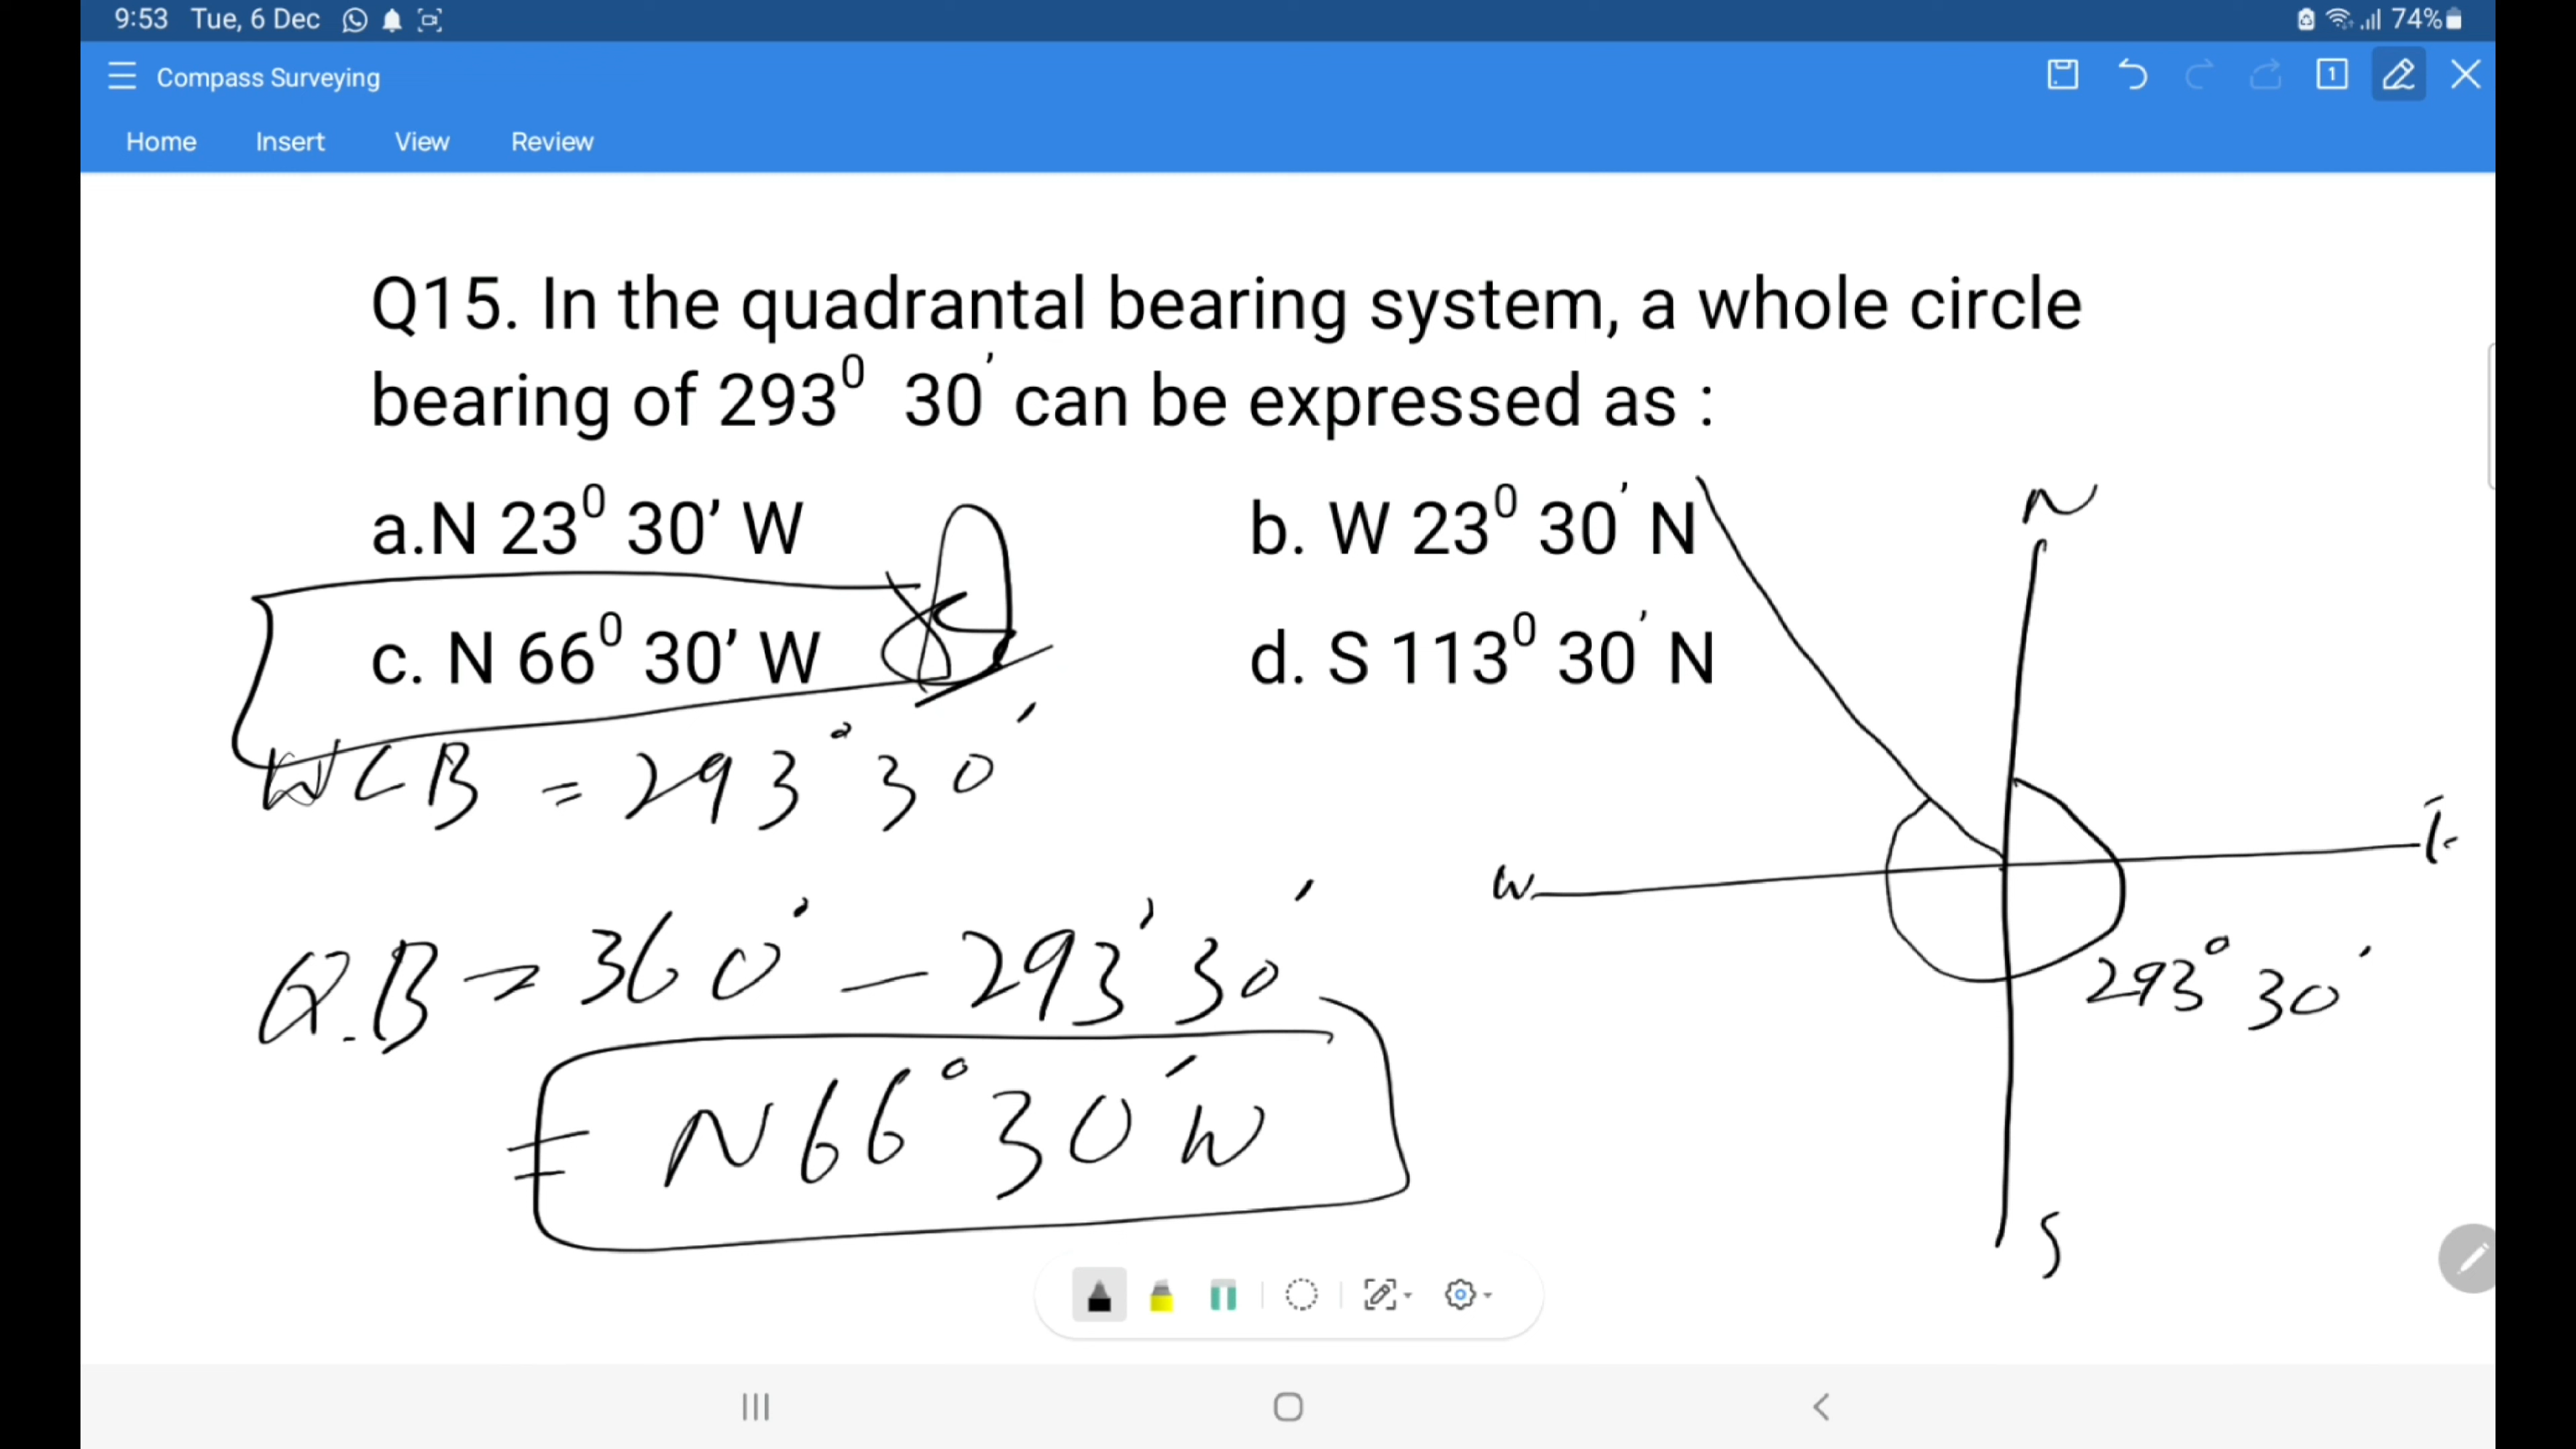 9:53 Tue, 6 Dec 74%
Compass Surveying 1
Home Insert View Review
Q15. In the quadrantal bearing system, a whole circle
bearing of 293⁰ 30′ can be expressed as :
a.N 23⁰ 30’ W b. W 23⁰ 30′ N
c. N 66⁰ 30’ W d. S 113⁰ 30′ N
WCB = 293° 30′
Q.B = 360° - 293° 30′
= N 66° 30′ W
N
W E
293° 30′
S